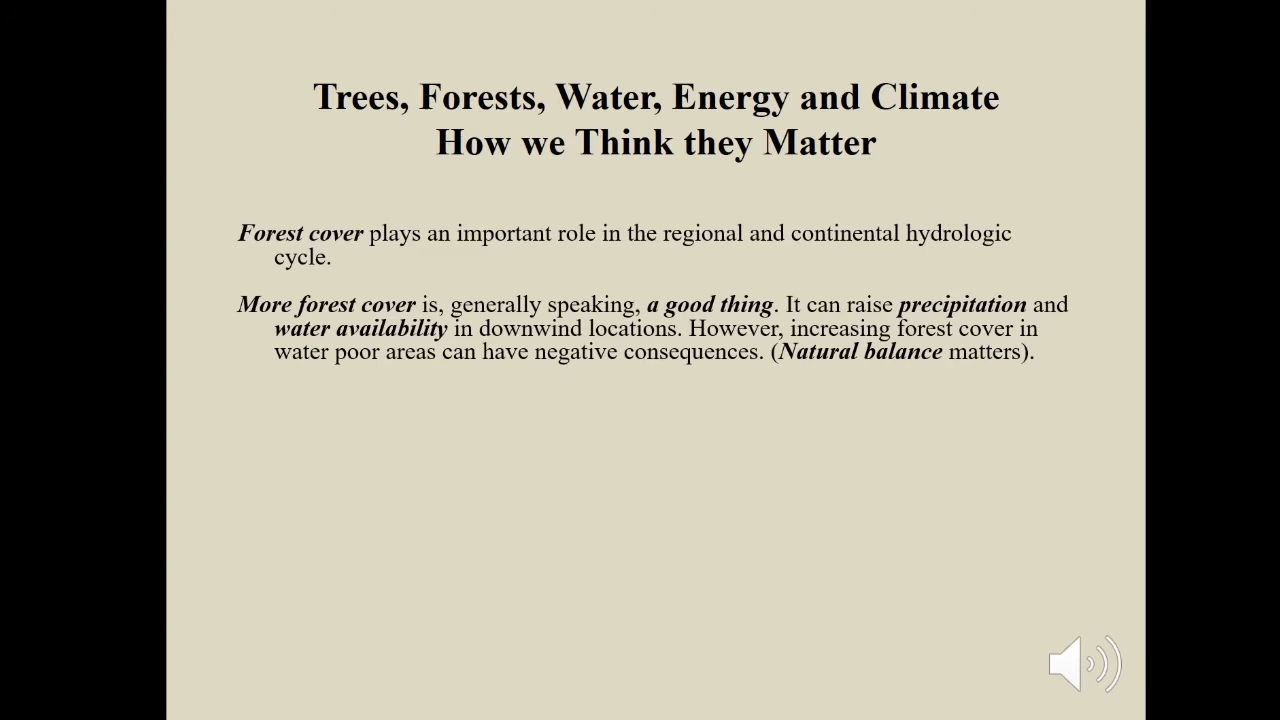 Trees, Forests, Water, Energy and Climate
How we Think they Matter
Forest cover plays an important role in the regional and continental hydrologic
cycle.
More forest cover is, generally speaking, a good thing. It can raise precipitation and
water availability in downwind locations. However, increasing forest cover in
water poor areas can have negative consequences. (Natural balance matters).